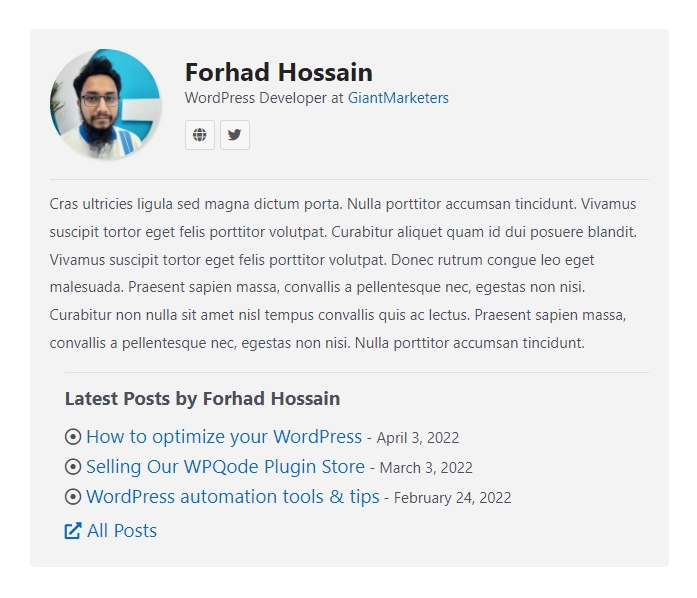 Forhad Hossain
WordPress Developer at GiantMarketers
Cras ultricies ligula sed magna dictum porta. Nulla porttitor accumsan tincidunt. Vivamus
suscipit tortor eget felis porttitor volutpat. Curabitur aliquet quam id dui posuere blandit.
Vivamus suscipit tortor eget felis porttitor volutpat. Donec rutrum congue leo eget
malesuada. Praesent sapien massa, convallis a pellentesque nec, egestas non nisi.
Curabitur non nulla sit amet nisl tempus convallis quis ac lectus. Praesent sapien massa,
convallis a pellentesque nec, egestas non nisi. Nulla porttitor accumsan tincidunt.
Latest Posts by Forhad Hossain
How to optimize your WordPress - April 3, 2022
Selling Our WPQode Plugin Store - March 3, 2022
WordPress automation tools & tips - February 24, 2022
All Posts